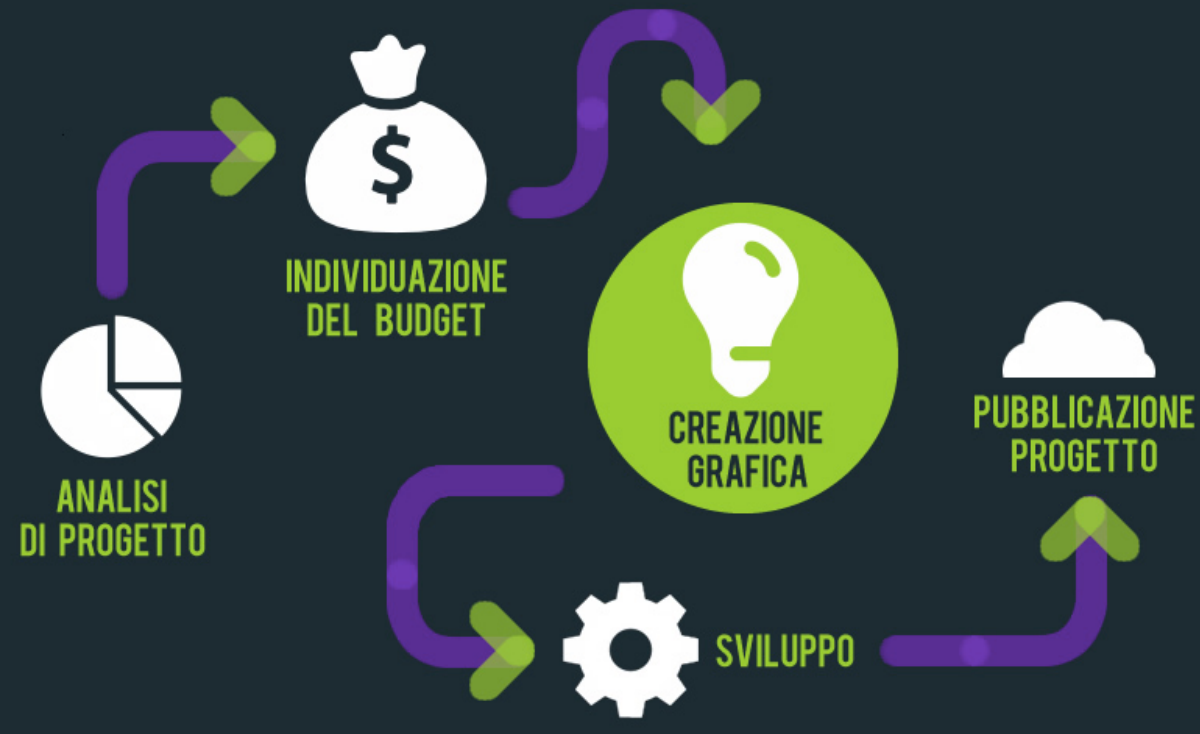 $
INDIVIDUAZIONE
DEL BUDGET
ANALISI
DI PROGETTO
CREAZIONE
GRAFICA
SVILUPPO
PUBBLICAZIONE
PROGETTO